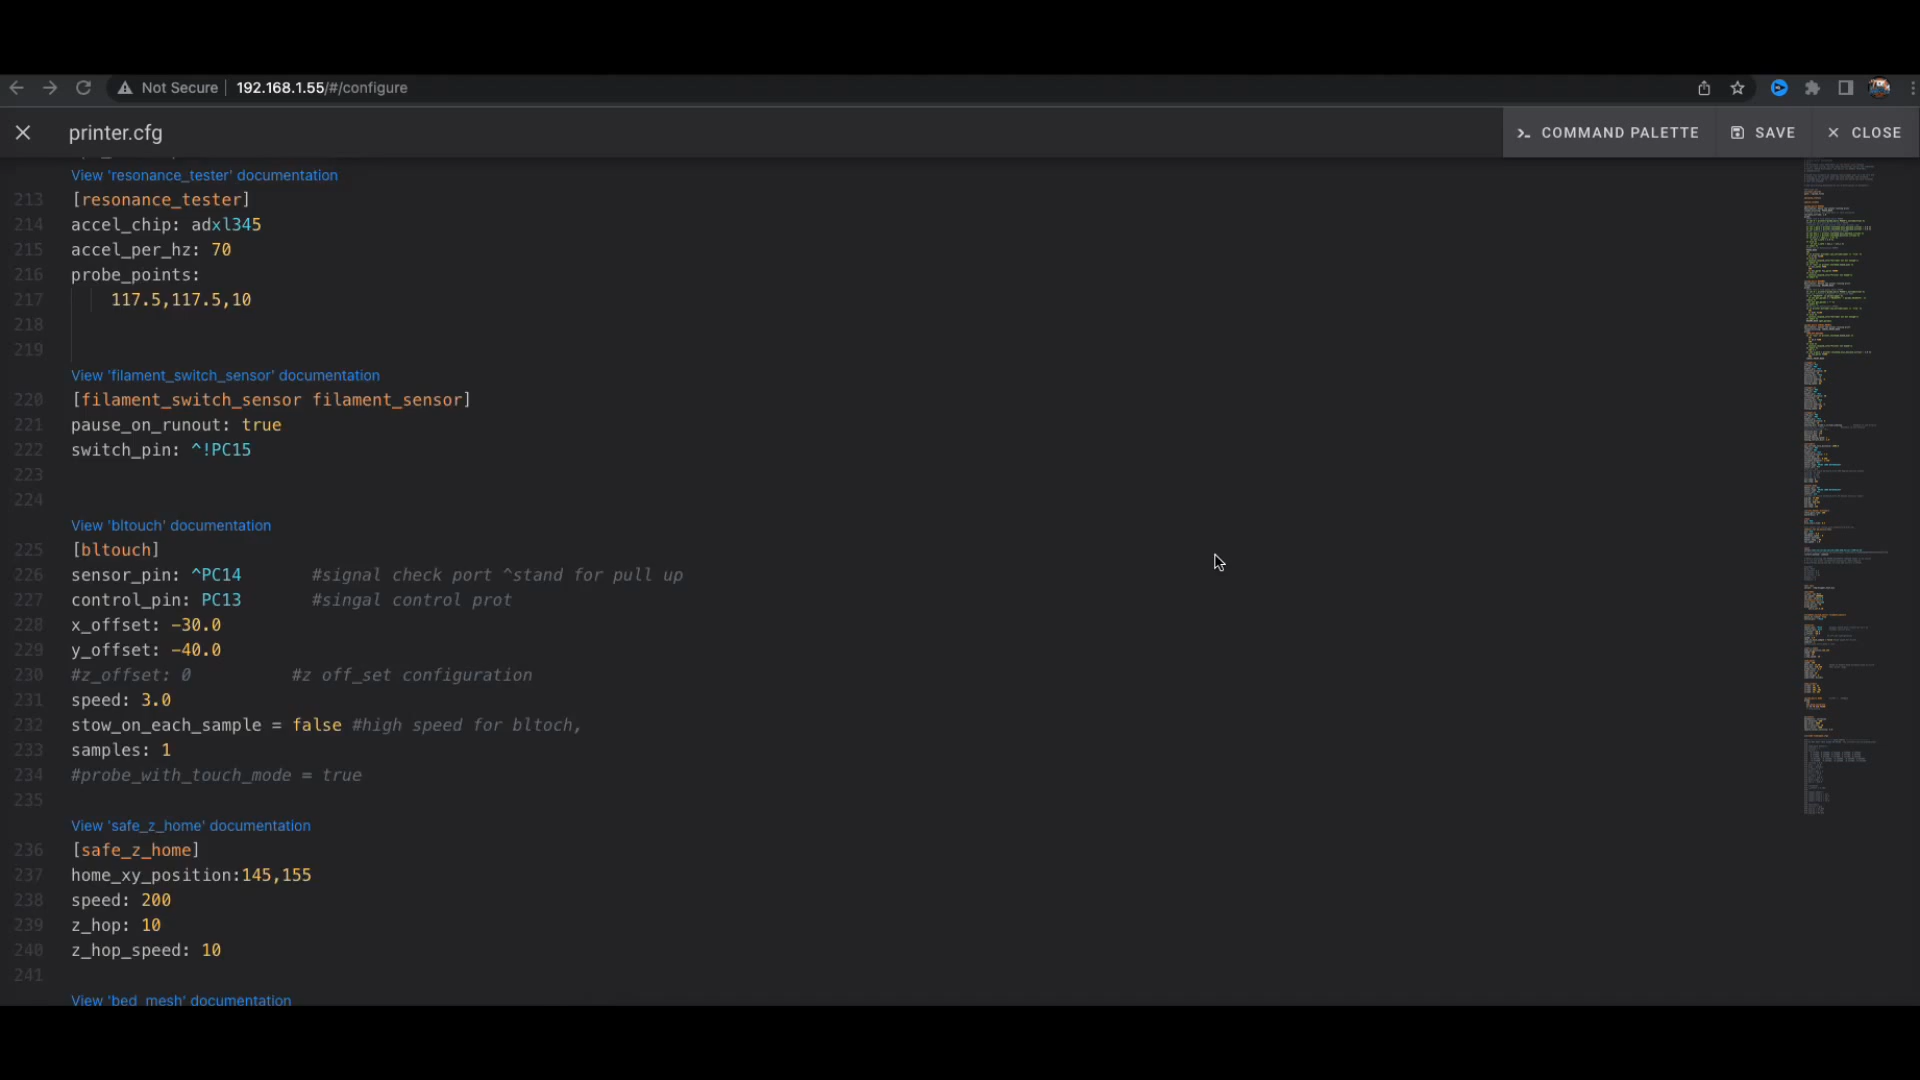 Not Secure 192.168.1.55/#/configure
printer.cfg
COMMAND PALETTE
SAVE
CLOSE
View 'resonance_tester' documentation
213 [resonance_tester]
214 accel_chip: adxl345
215 accel_per_hz: 70
216 probe_points:
217 117.5,117.5,10
218
219
View 'filament_switch_sensor' documentation
220 [filament_switch_sensor filament_sensor]
221 pause_on_runout: true
222 switch_pin: ^!PC15
223
224
View 'bltouch' documentation
225 [bltouch]
226 sensor_pin: ^PC14 #signal check port ^stand for pull up
227 control_pin: PC13 #singal control prot
228 x_offset: -30.0
229 y_offset: -40.0
230 #z_offset: 0 #z off_set configuration
231 speed: 3.0
232 stow_on_each_sample = false #high speed for bltoch,
233 samples: 1
234 #probe_with_touch_mode = true
235
View 'safe_z_home' documentation
236 [safe_z_home]
237 home_xy_position:145,155
238 speed: 200
239 z_hop: 10
240 z_hop_speed: 10
241
View 'bed_mesh' documentation